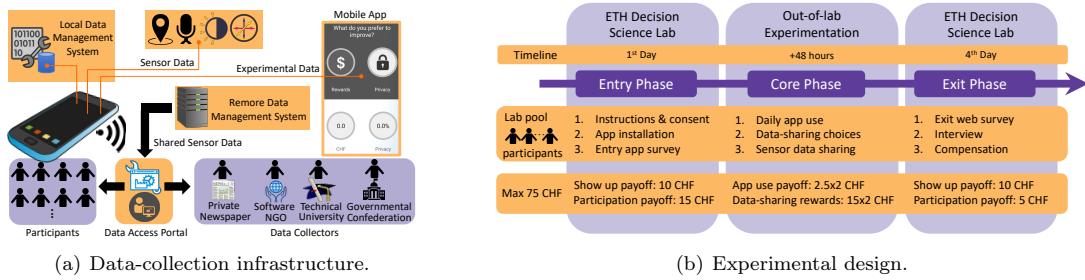 Local Data
Management
System
101100
01011
10
Sensor Data
Experimental Data
Mobile App
What do you prefer to
improve?
$
Rewards
Privacy
0.0
0.0%
CHF
Privacy
Remore Data
Management System
Shared Sensor Data
Private
Newspaper
Software
NGO
Technical
University
Governmental
Confederation
Participants
Data Access Portal
Data Collectors
(a) Data-collection infrastructure.
ETH Decision
Science Lab
Out-of-lab
Experimentation
ETH Decision
Science Lab
Timeline
1st Day
+48 hours
4th Day
Entry Phase
Core Phase
Exit Phase
Lab pool
participants
1. Instructions & consent
2. App installation
3. Entry app survey
1. Daily app use
2. Data-sharing choices
3. Sensor data sharing
1. Exit web survey
2. Interview
3. Compensation
Max 75 CHF
Show up payoff: 10 CHF
Participation payoff: 15 CHF
App use payoff: 2.5x2 CHF
Data-sharing rewards: 15x2 CHF
Show up payoff: 10 CHF
Participation payoff: 5 CHF
(b) Experimental design.